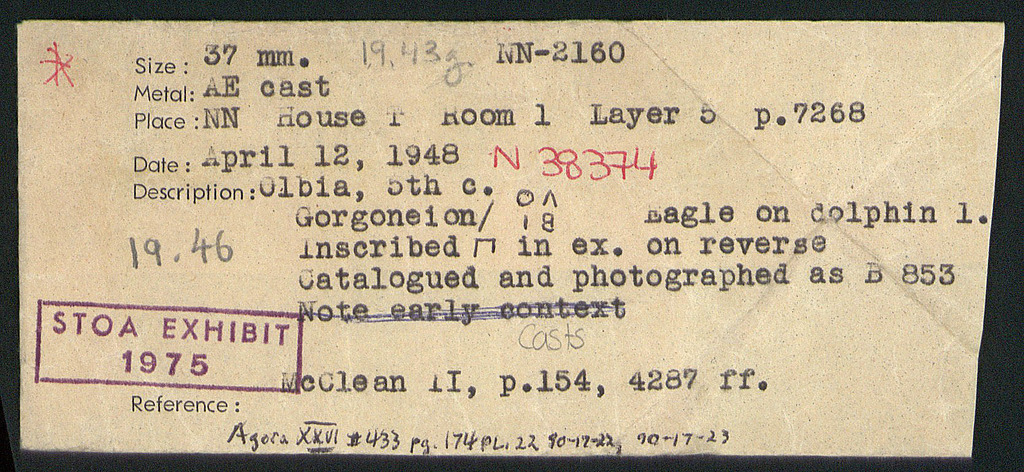 Size: 37 mm. 19,43g. NN-2160
Metal: AE cast
Place: NN House T Room 1 Layer 5 p.7268
Date: April 12, 1948 N 38374
Description: Olbia, 5th c.
Gorgoneion/ Ο Λ Ι Β Eagle on dolphin l.
19.46 Inscribed Π in ex. on reverse
Catalogued and photographed as B 853
Note early context
STOA EXHIBIT
1975
Casts
McClean II, p.154, 4287 ff.
Reference:
Agora XXVI #433 pg. 174 PL. 22 90-17-22, 90-17-23